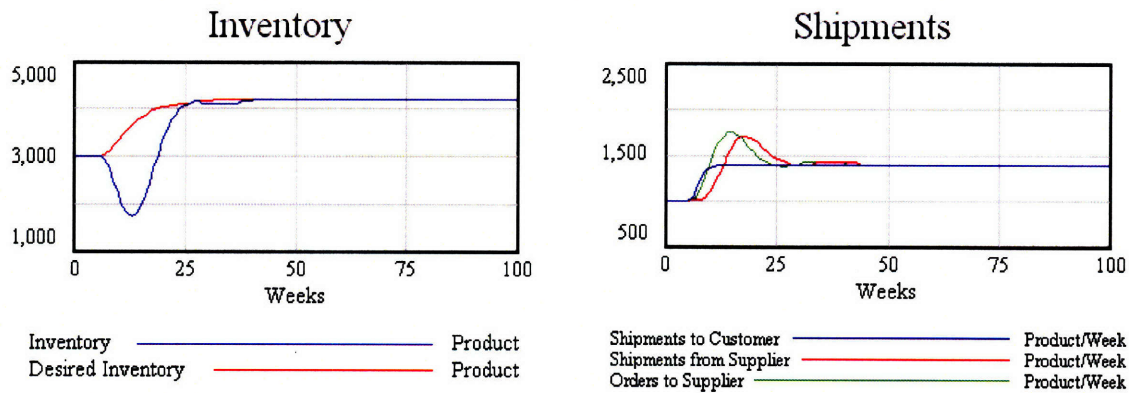 Inventory
5,000
3,000
1,000
0 25 50 75 100
Weeks
Inventory Product
Desired Inventory Product
Shipments
2,500
1,500
500
0 25 50 75 100
Weeks
Shipments to Customer Product/Week
Shipments from Supplier Product/Week
Orders to Supplier Product/Week